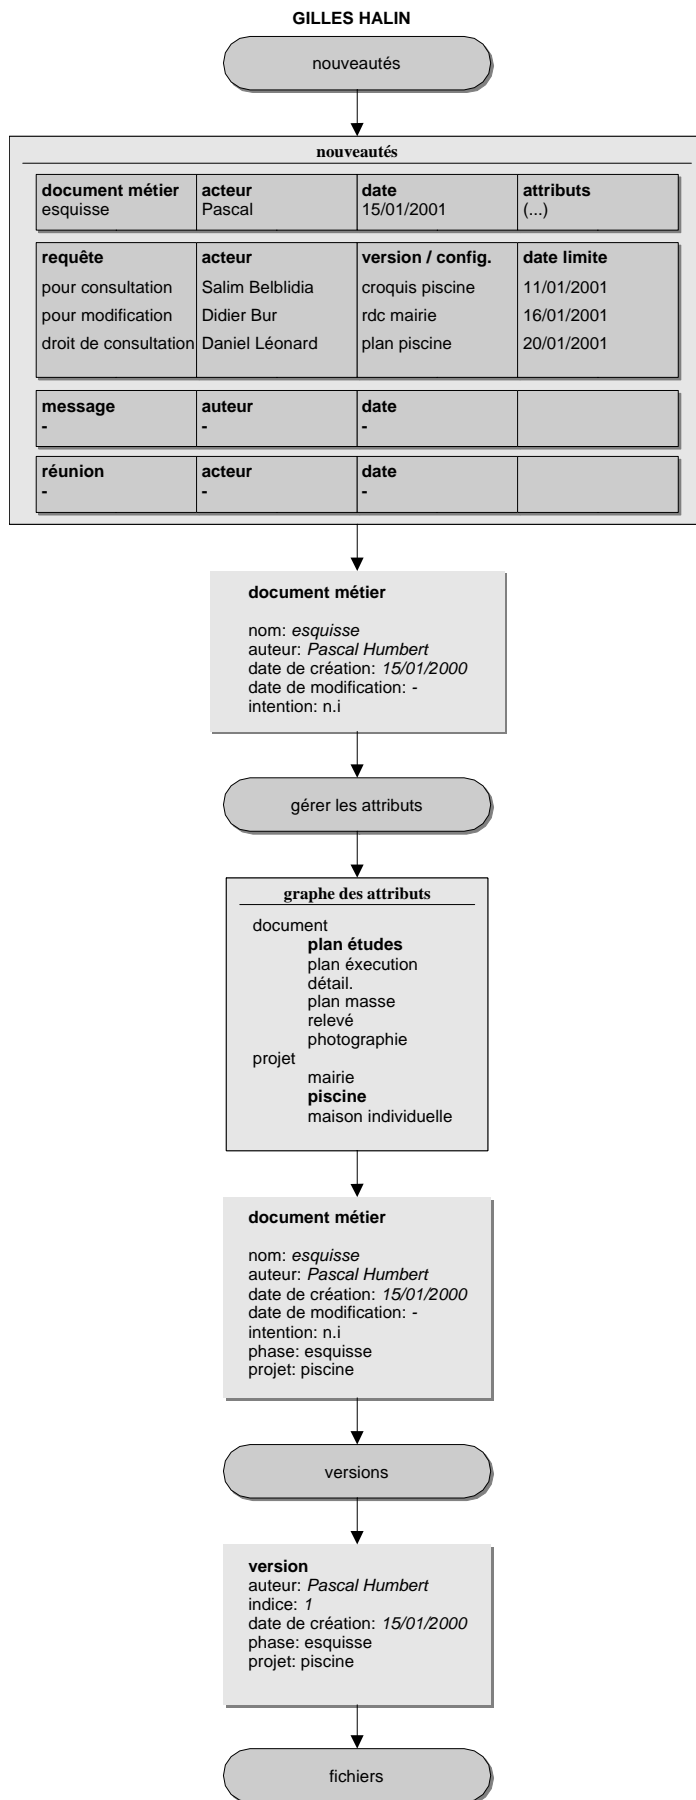 GILLES HALIN
nouveautés
nouveautés
document métier acteur date attributs
esquisse Pascal 15/01/2001 (...)
requête acteur version / config. date limite
pour consultation Salim Belblidia croquis piscine 11/01/2001
pour modification Didier Bur rdc mairie 16/01/2001
droit de consultation Daniel Léonard plan piscine 20/01/2001
message auteur date
- - -
réunion acteur date
- - -
document métier
nom: esquisse
auteur: Pascal Humbert
date de création: 15/01/2000
date de modification: -
intention: n.i
gérer les attributs
graphe des attributs
document
plan études
plan éxecution
détail.
plan masse
relevé
photographie
projet
mairie
piscine
maison individuelle
document métier
nom: esquisse
auteur: Pascal Humbert
date de création: 15/01/2000
date de modification: -
intention: n.i
phase: esquisse
projet: piscine
versions
version
auteur: Pascal Humbert
indice: 1
date de création: 15/01/2000
phase: esquisse
projet: piscine
fichiers